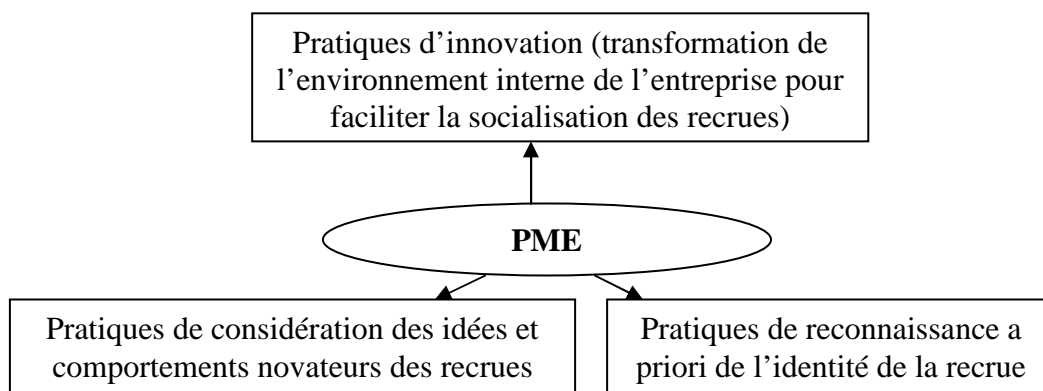 Pratiques d’innovation (transformation de
l’environnement interne de l’entreprise pour
faciliter la socialisation des recrues)
PME
Pratiques de considération des idées et
comportements novateurs des recrues
Pratiques de reconnaissance a
priori de l’identité de la recrue